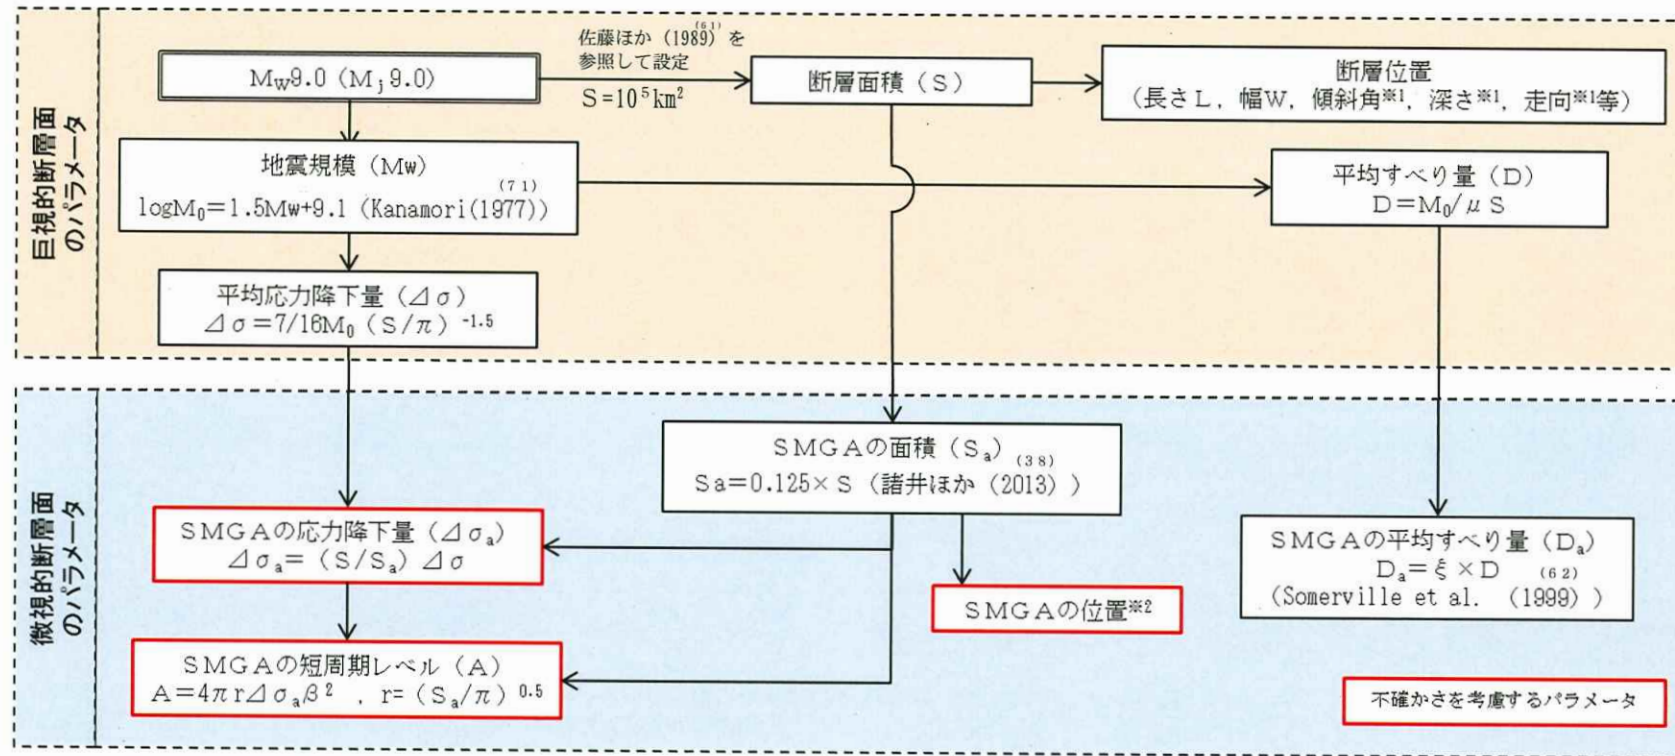 巨視的断層面
のパラメータ
Mw9.0 (Mj9.0)
(61)
佐藤ほか (1989) を
参照して設定
S=10⁵km²
断層面積 (S)
断層位置
(長さL, 幅W, 傾斜角※1, 深さ※1, 走向※1等)
地震規模 (Mw)
(71)
logM₀=1.5Mw+9.1 (Kanamori(1977))
平均すべり量 (D)
D=M₀/μS
平均応力降下量 (⊿σ)
⊿σ=7/16M₀ (S/π) -1.5
微視的断層面
のパラメータ
SMGAの面積 (Sa)
(38)
Sa=0.125×S (諸井ほか (2013) )
SMGAの応力降下量 (⊿σa)
⊿σa= (S/Sa) ⊿σ
SMGAの平均すべり量 (Da)
Da=ξ×D (62)
(Somerville et al. (1999) )
SMGAの位置※2
SMGAの短周期レベル (A)
A=4πr⊿σaβ² , r= (Sa/π) 0.5
不確かさを考慮するパラメータ